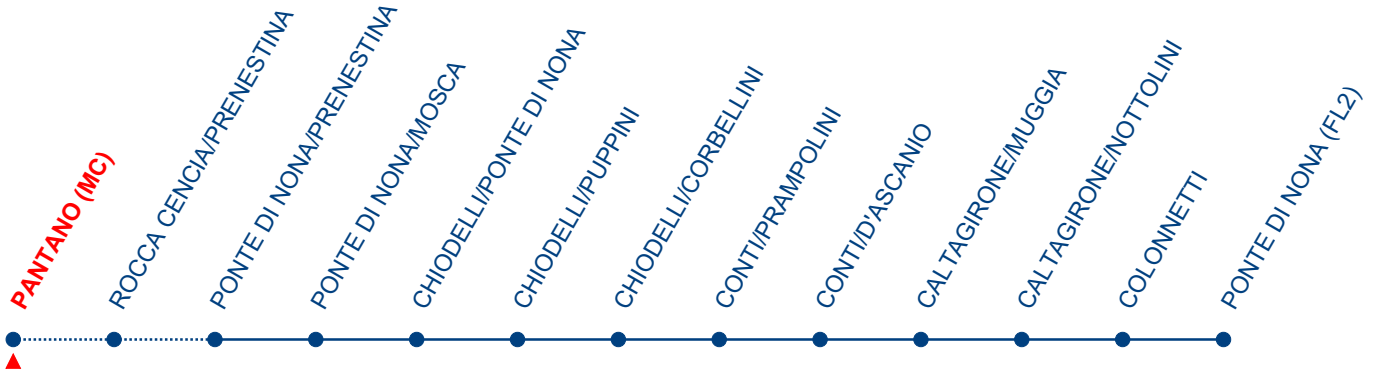 PANTANO (MC)
ROCCA CENCIA/PRENESTINA
PONTE DI NONA/PRENESTINA
PONTE DI NONA/MOSCA
CHIODELLI/PONTE DI NONA
CHIODELLI/PUPPINI
CHIODELLI/CORBELLINI
CONTI/PRAMPOLINI
CONTI/D'ASCANIO
CALTAGIRONE/MUGGIA
CALTAGIRONE/NOTTOLINI
COLONNETTI
PONTE DI NONA (FL2)